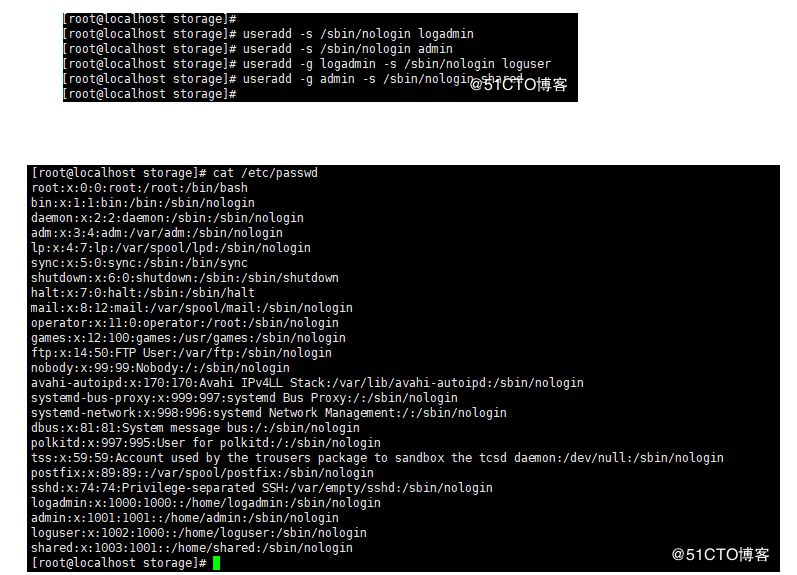 [root@localhost storage]#
[root@localhost storage]# useradd -s /sbin/nologin logadmin
[root@localhost storage]# useradd -s /sbin/nologin admin
[root@localhost storage]# useradd -g logadmin -s /sbin/nologin loguser
[root@localhost storage]# useradd -g admin -s /sbin/nologin shared
[root@localhost storage]#
@51CTO博客
[root@localhost storage]# cat /etc/passwd
root:x:0:0:root:/root:/bin/bash
bin:x:1:1:bin:/bin:/sbin/nologin
daemon:x:2:2:daemon:/sbin:/sbin/nologin
adm:x:3:4:adm:/var/adm:/sbin/nologin
lp:x:4:7:lp:/var/spool/lpd:/sbin/nologin
sync:x:5:0:sync:/sbin:/bin/sync
shutdown:x:6:0:shutdown:/sbin:/sbin/shutdown
halt:x:7:0:halt:/sbin:/sbin/halt
mail:x:8:12:mail:/var/spool/mail:/sbin/nologin
operator:x:11:0:operator:/root:/sbin/nologin
games:x:12:100:games:/usr/games:/sbin/nologin
ftp:x:14:50:FTP User:/var/ftp:/sbin/nologin
nobody:x:99:99:Nobody:/:/sbin/nologin
avahi-autoipd:x:170:170:Avahi IPv4LL Stack:/var/lib/avahi-autoipd:/sbin/nologin
systemd-bus-proxy:x:999:997:systemd Bus Proxy:/:/sbin/nologin
systemd-network:x:998:996:systemd Network Management:/:/sbin/nologin
dbus:x:81:81:System message bus:/:/sbin/nologin
polkitd:x:997:995:User for polkitd:/:/sbin/nologin
tss:x:59:59:Account used by the trousers package to sandbox the tcsd daemon:/dev/null:/sbin/nologin
postfix:x:89:89::/var/spool/postfix:/sbin/nologin
sshd:x:74:74:Privilege-separated SSH:/var/empty/sshd:/sbin/nologin
logadmin:x:1000:1000::/home/logadmin:/sbin/nologin
admin:x:1001:1001::/home/admin:/sbin/nologin
loguser:x:1002:1000::/home/loguser:/sbin/nologin
shared:x:1003:1001::/home/shared:/sbin/nologin
[root@localhost storage]#
@51CTO博客